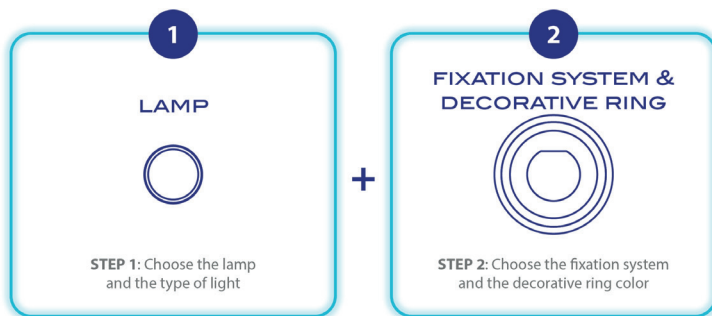 1
LAMP
STEP 1: Choose the lamp
and the type of light
+
2
FIXATION SYSTEM &
DECORATIVE RING
STEP 2: Choose the fixation system
and the decorative ring color